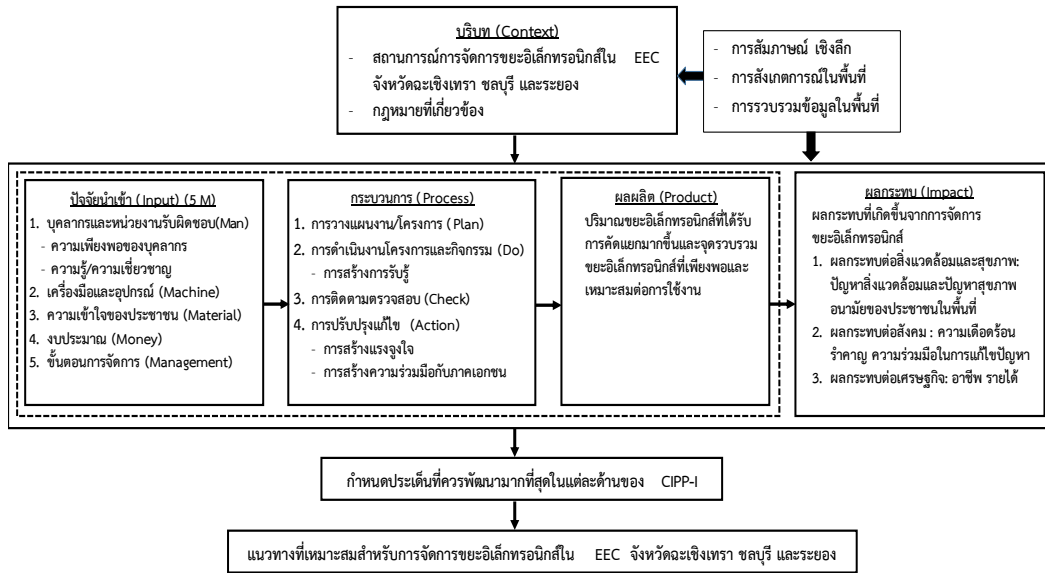 บริบท (Context)
- สถานการณ์การจัดการขยะอิเล็กทรอนิกส์ใน EEC
จังหวัดฉะเชิงเทรา ชลบุรี และระยอง
- กฎหมายที่เกี่ยวข้อง
- การสัมภาษณ์ เชิงลึก
- การสังเกตการณ์ในพื้นที่
- การรวบรวมข้อมูลในพื้นที่
ปัจจัยนำเข้า (Input) (5 M)
1. บุคลากรและหน่วยงานรับผิดชอบ(Man)
- ความเพียงพอของบุคลากร
- ความรู้/ความเชี่ยวชาญ
2. เครื่องมือและอุปกรณ์ (Machine)
3. ความเข้าใจของประชาชน (Material)
4. งบประมาณ (Money)
5. ขั้นตอนการจัดการ (Management)
กระบวนการ (Process)
1. การวางแผนงาน/โครงการ (Plan)
2. การดำเนินงานโครงการและกิจกรรม (Do)
- การสร้างการรับรู้
3. การติดตามตรวจสอบ (Check)
4. การปรับปรุงแก้ไข (Action)
- การสร้างแรงจูงใจ
- การสร้างความร่วมมือกับภาคเอกชน
ผลผลิต (Product)
ปริมาณขยะอิเล็กทรอนิกส์ที่ได้รับ
การคัดแยกมากขึ้นและจุดรวบรวม
ขยะอิเล็กทรอนิกส์ที่เพียงพอและ
เหมาะสมต่อการใช้งาน
ผลกระทบ (Impact)
ผลกระทบที่เกิดขึ้นจากการจัดการ
ขยะอิเล็กทรอนิกส์
1. ผลกระทบต่อสิ่งแวดล้อมและสุขภาพ:
ปัญหาสิ่งแวดล้อมและปัญหาสุขภาพ
อนามัยของประชาชนในพื้นที่
2. ผลกระทบต่อสังคม : ความเดือดร้อน
รำคาญ ความร่วมมือในการแก้ไขปัญหา
3. ผลกระทบต่อเศรษฐกิจ: อาชีพ รายได้
กำหนดประเด็นที่ควรพัฒนามากที่สุดในแต่ละด้านของ CIPP-I
แนวทางที่เหมาะสมสำหรับการจัดการขยะอิเล็กทรอนิกส์ใน EEC จังหวัดฉะเชิงเทรา ชลบุรี และระยอง